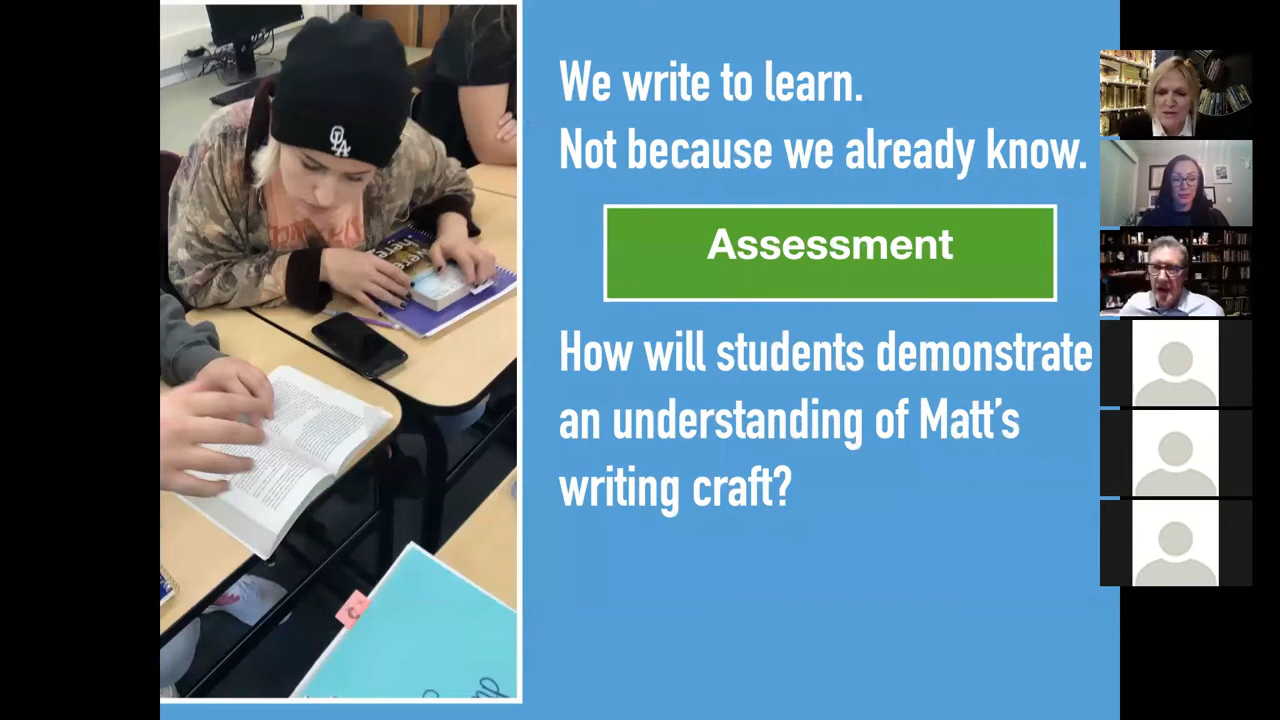 We write to learn.
Not because we already know.
Assessment
How will students demonstrate
an understanding of Matt's
writing craft?
LA